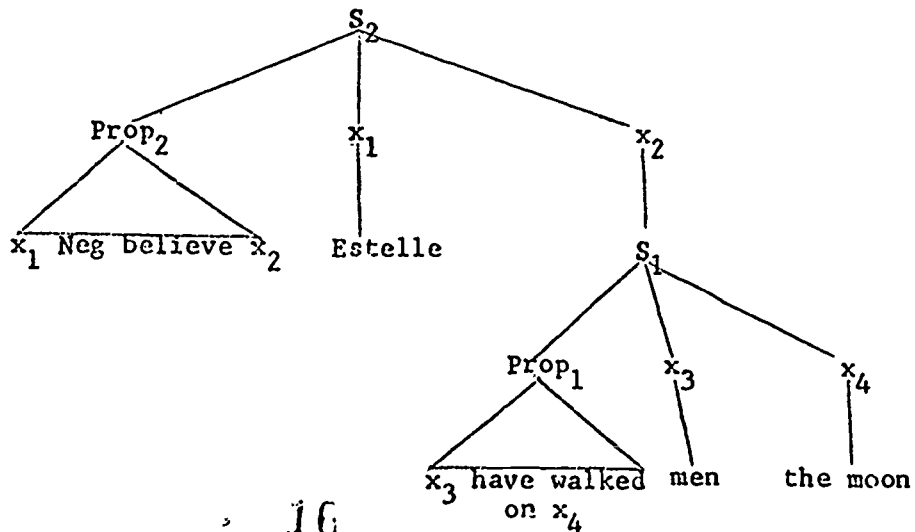 S2
Prop2 x1 x2
x1 Neg believe x2 Estelle
S1
Prop1 x3 x4
x3 have walked men the moon
on x4